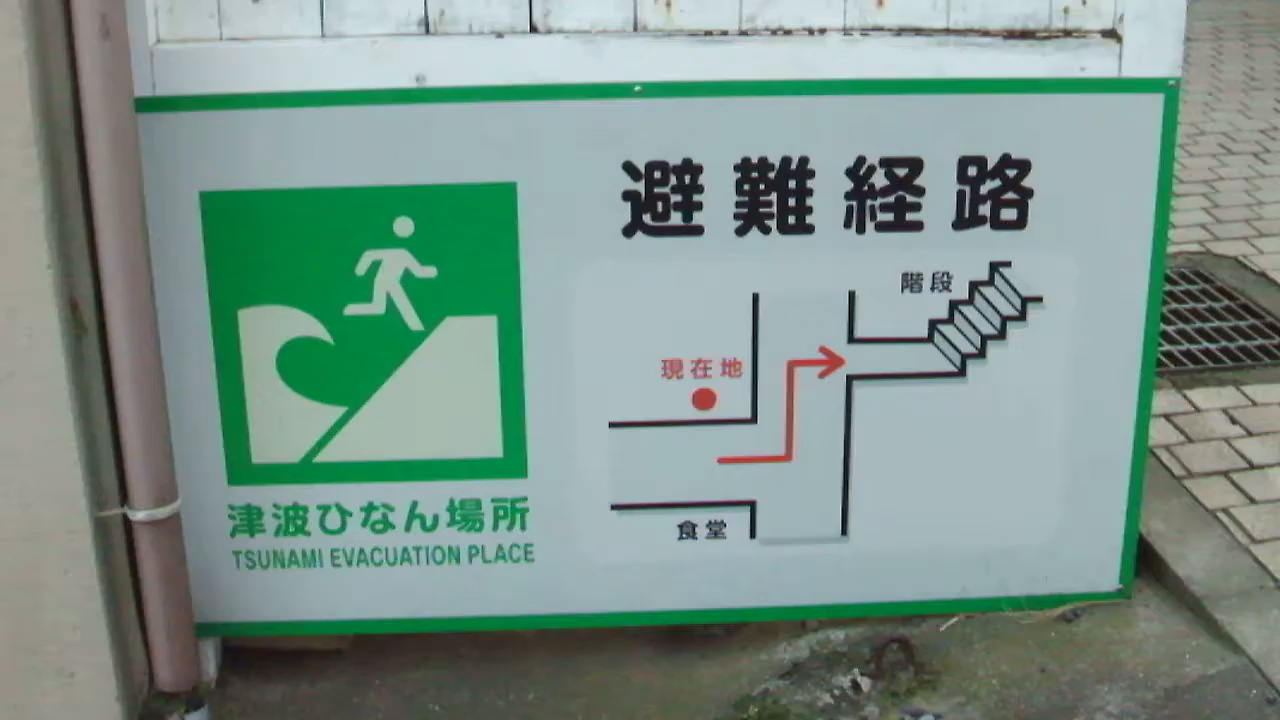 避難経路
階段
現在地
食堂
津波ひなん場所
TSUNAMI EVACUATION PLACE